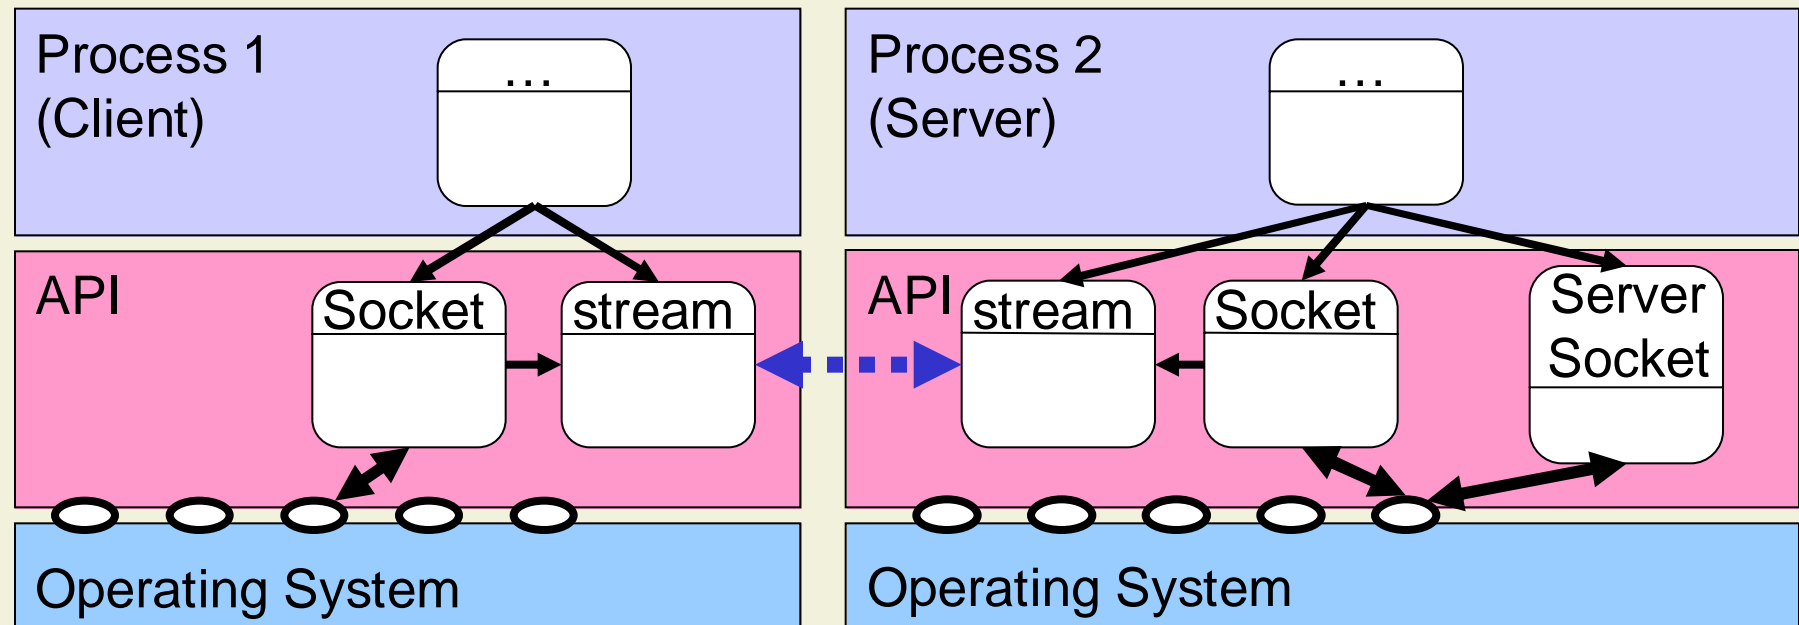 Process 1
(Client)
...
API
Socket
stream
Operating System
Process 2
(Server)
...
API
stream
Socket
Server
Socket
Operating System